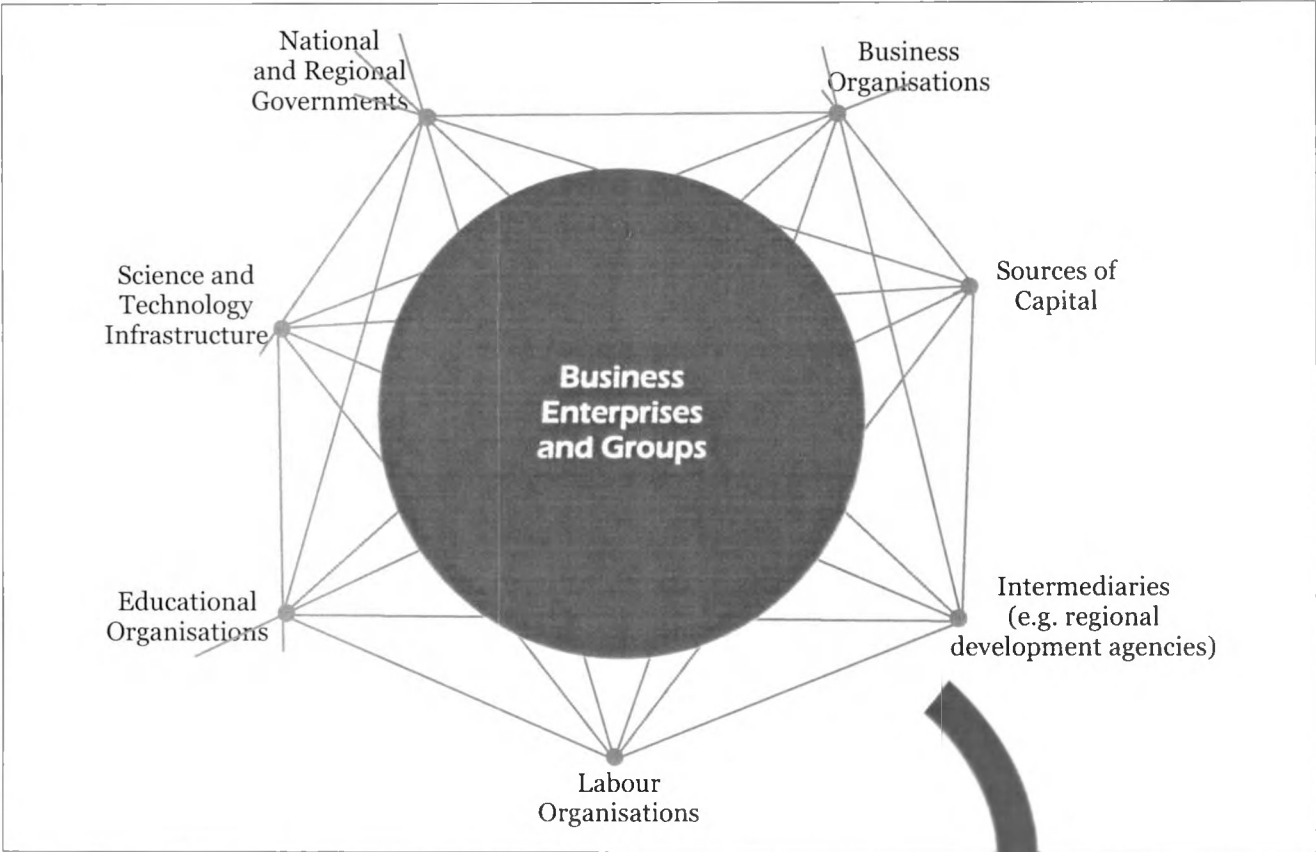 National
and Regional
Governments
Business
Organisations
Science and
Technology
Infrastructure
Sources of
Capital
Business
Enterprises
and Groups
Educational
Organisations
Intermediaries
(e.g. regional
development agencies)
Labour
Organisations